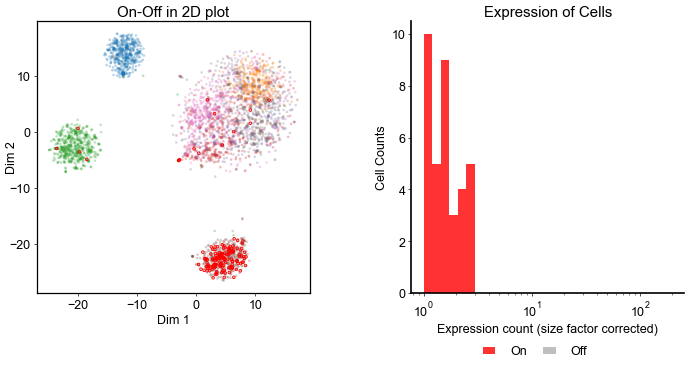 On-Off in 2D plot
Dim 2
10
0
−10
−20
−20
−10
0
10
Dim 1
Expression of Cells
Cell Counts
10
8
6
4
2
0
10^0
10^1
10^2
Expression count (size factor corrected)
On
Off